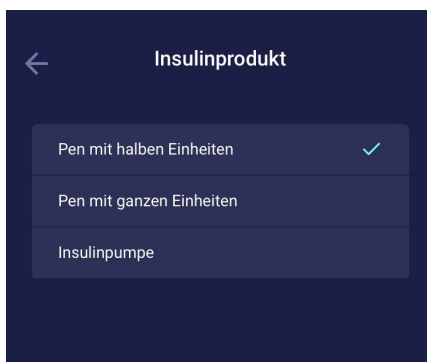 Insulinprodukt
Pen mit halben Einheiten
Pen mit ganzen Einheiten
Insulinpumpe